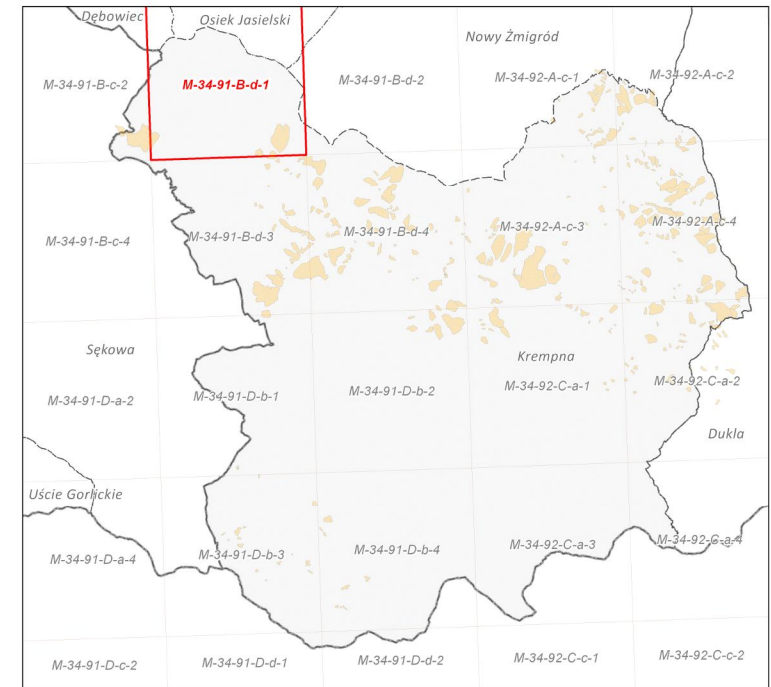 Dębowiec
Osiek Jasielski
Nowy Żmigród
M-34-91-B-c-2
M-34-91-B-d-1
M-34-91-B-d-2
M-34-92-A-c-1
M-34-92-A-c-2
M-34-91-B-c-4
M-34-91-B-d-3
M-34-91-B-d-4
M-34-92-A-c-3
M-34-92-A-c-4
Sękowa
Krempna
M-34-91-D-a-2
M-34-91-D-b-1
M-34-91-D-b-2
M-34-92-C-a-1
M-34-92-C-a-2
Dukla
Uście Gorlickie
M-34-91-D-a-4
M-34-91-D-b-3
M-34-91-D-b-4
M-34-92-C-a-3
M-34-92-C-a-4
M-34-91-D-c-2
M-34-91-D-d-1
M-34-91-D-d-2
M-34-92-C-c-1
M-34-92-C-c-2